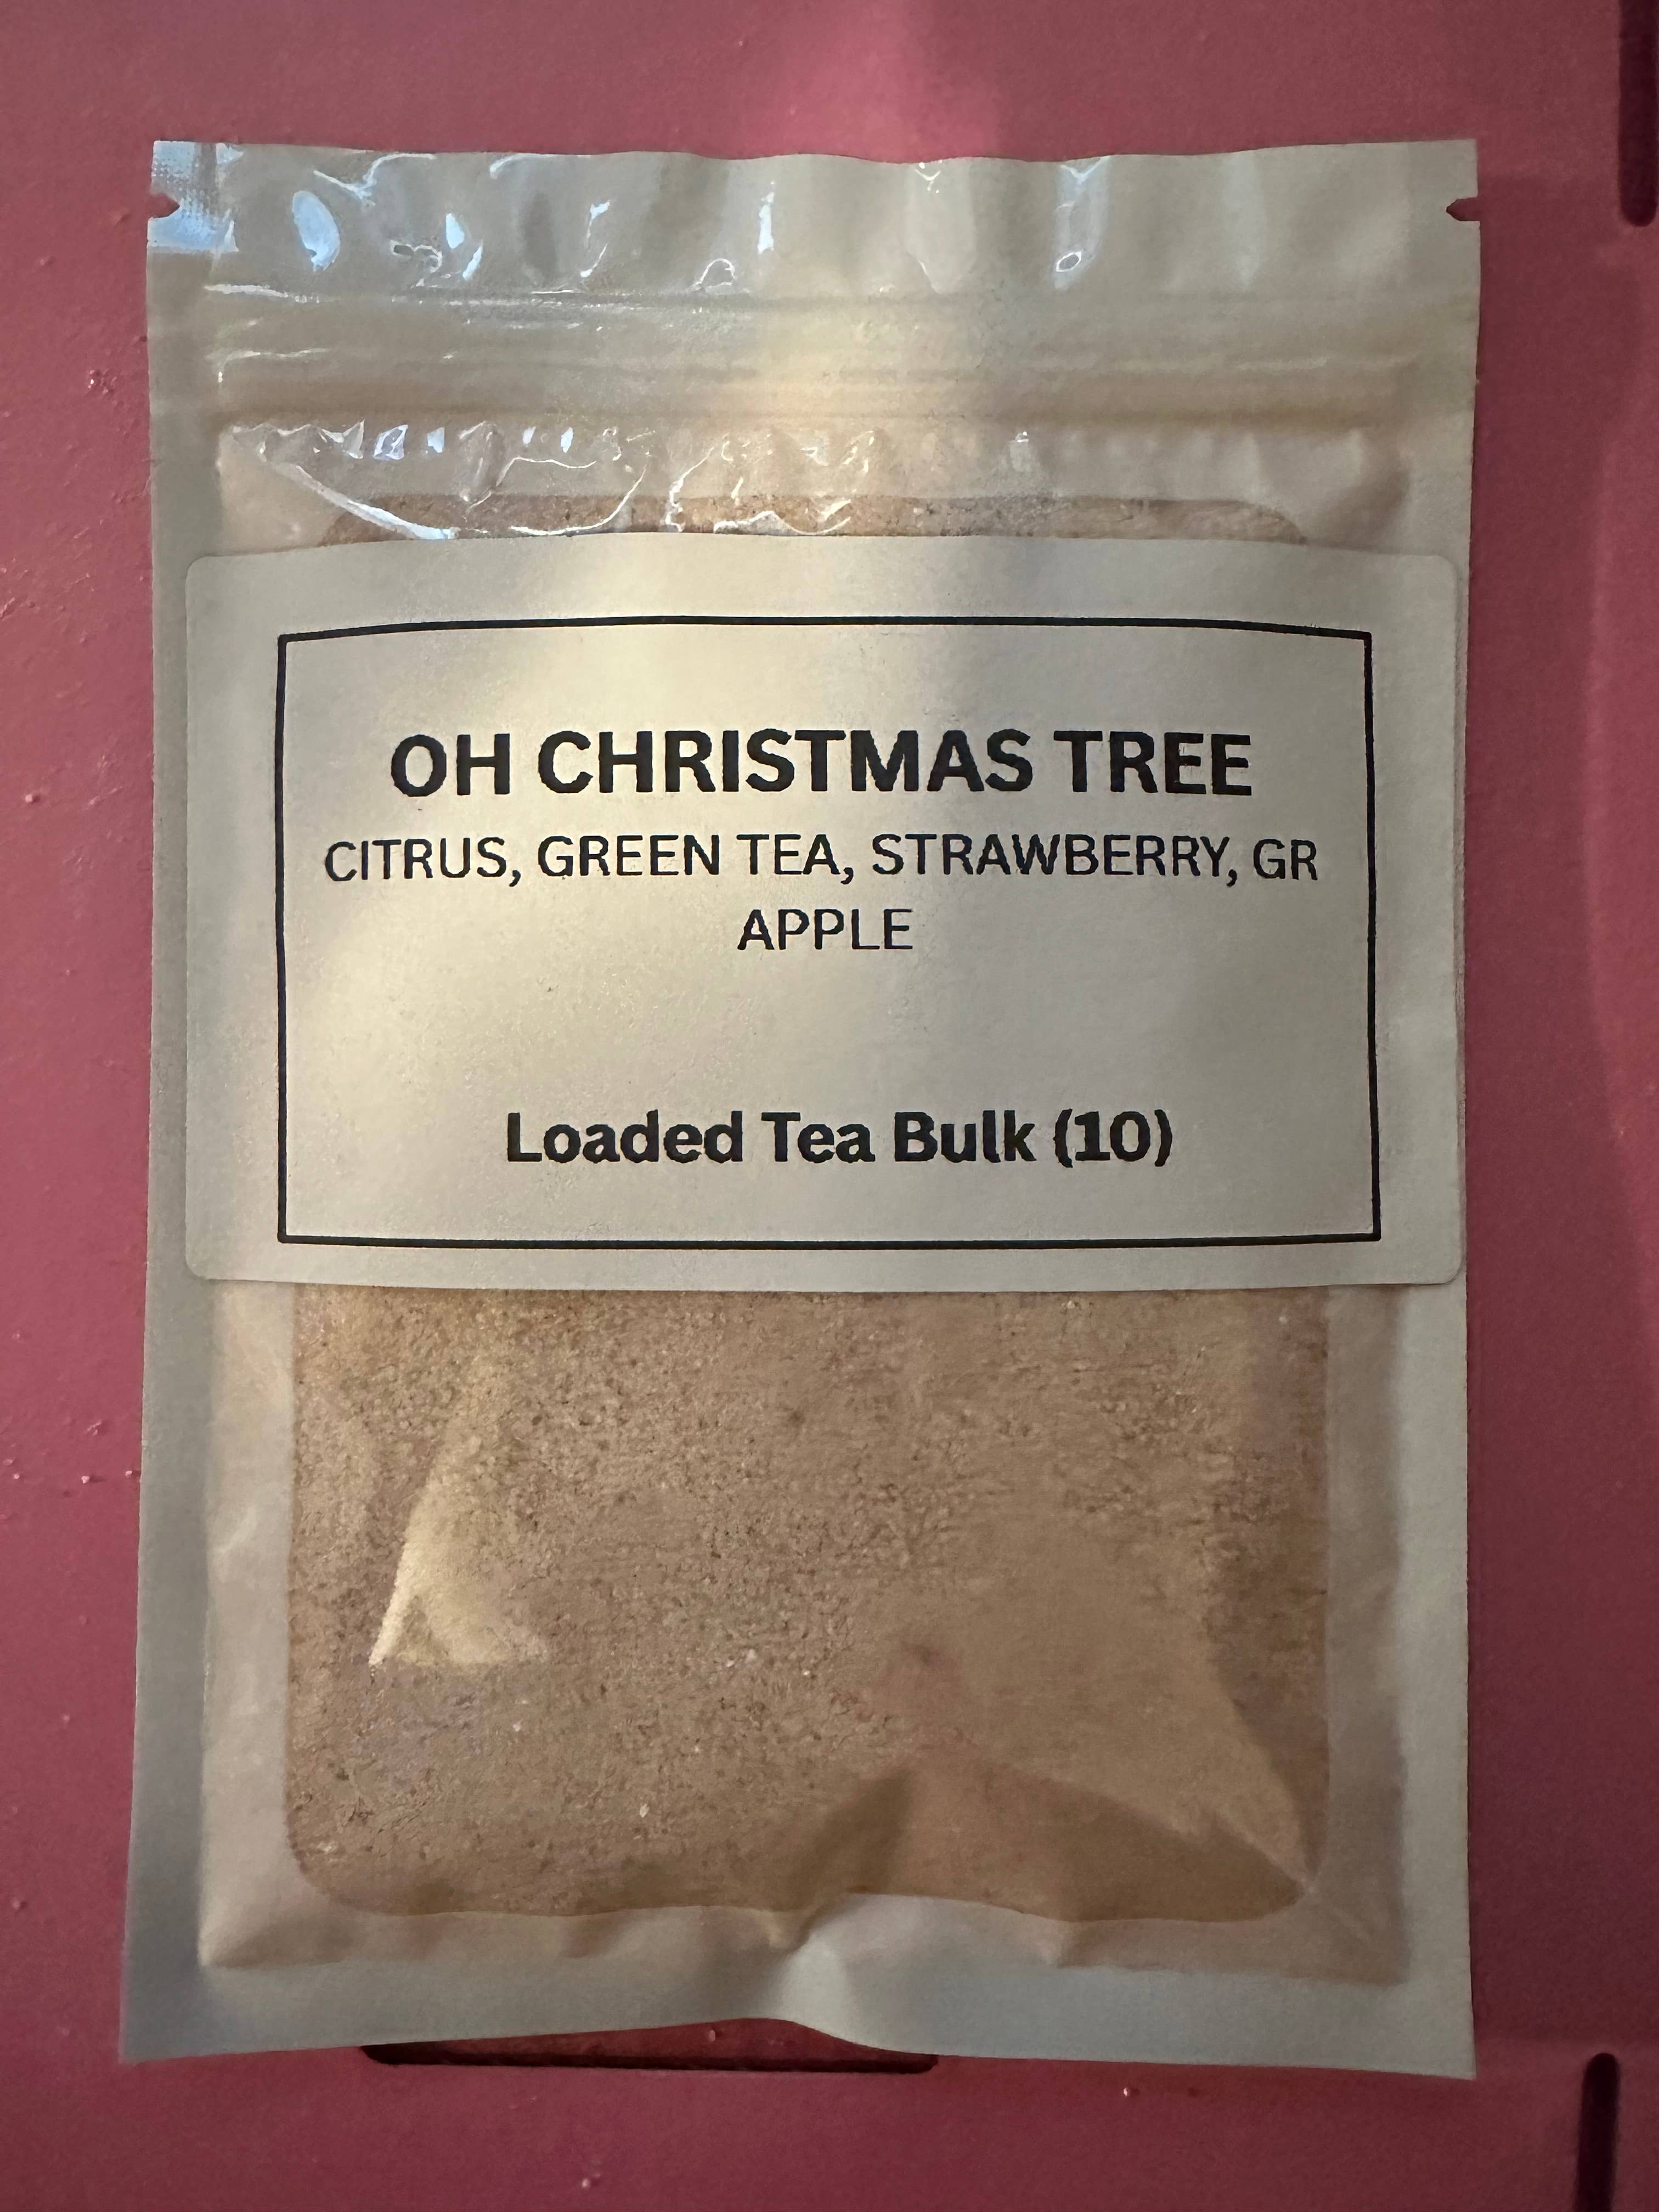 OH CHRISTMAS TREE
CITRUS, GREEN TEA, STRAWBERRY, GR
APPLE
Loaded Tea Bulk (10)